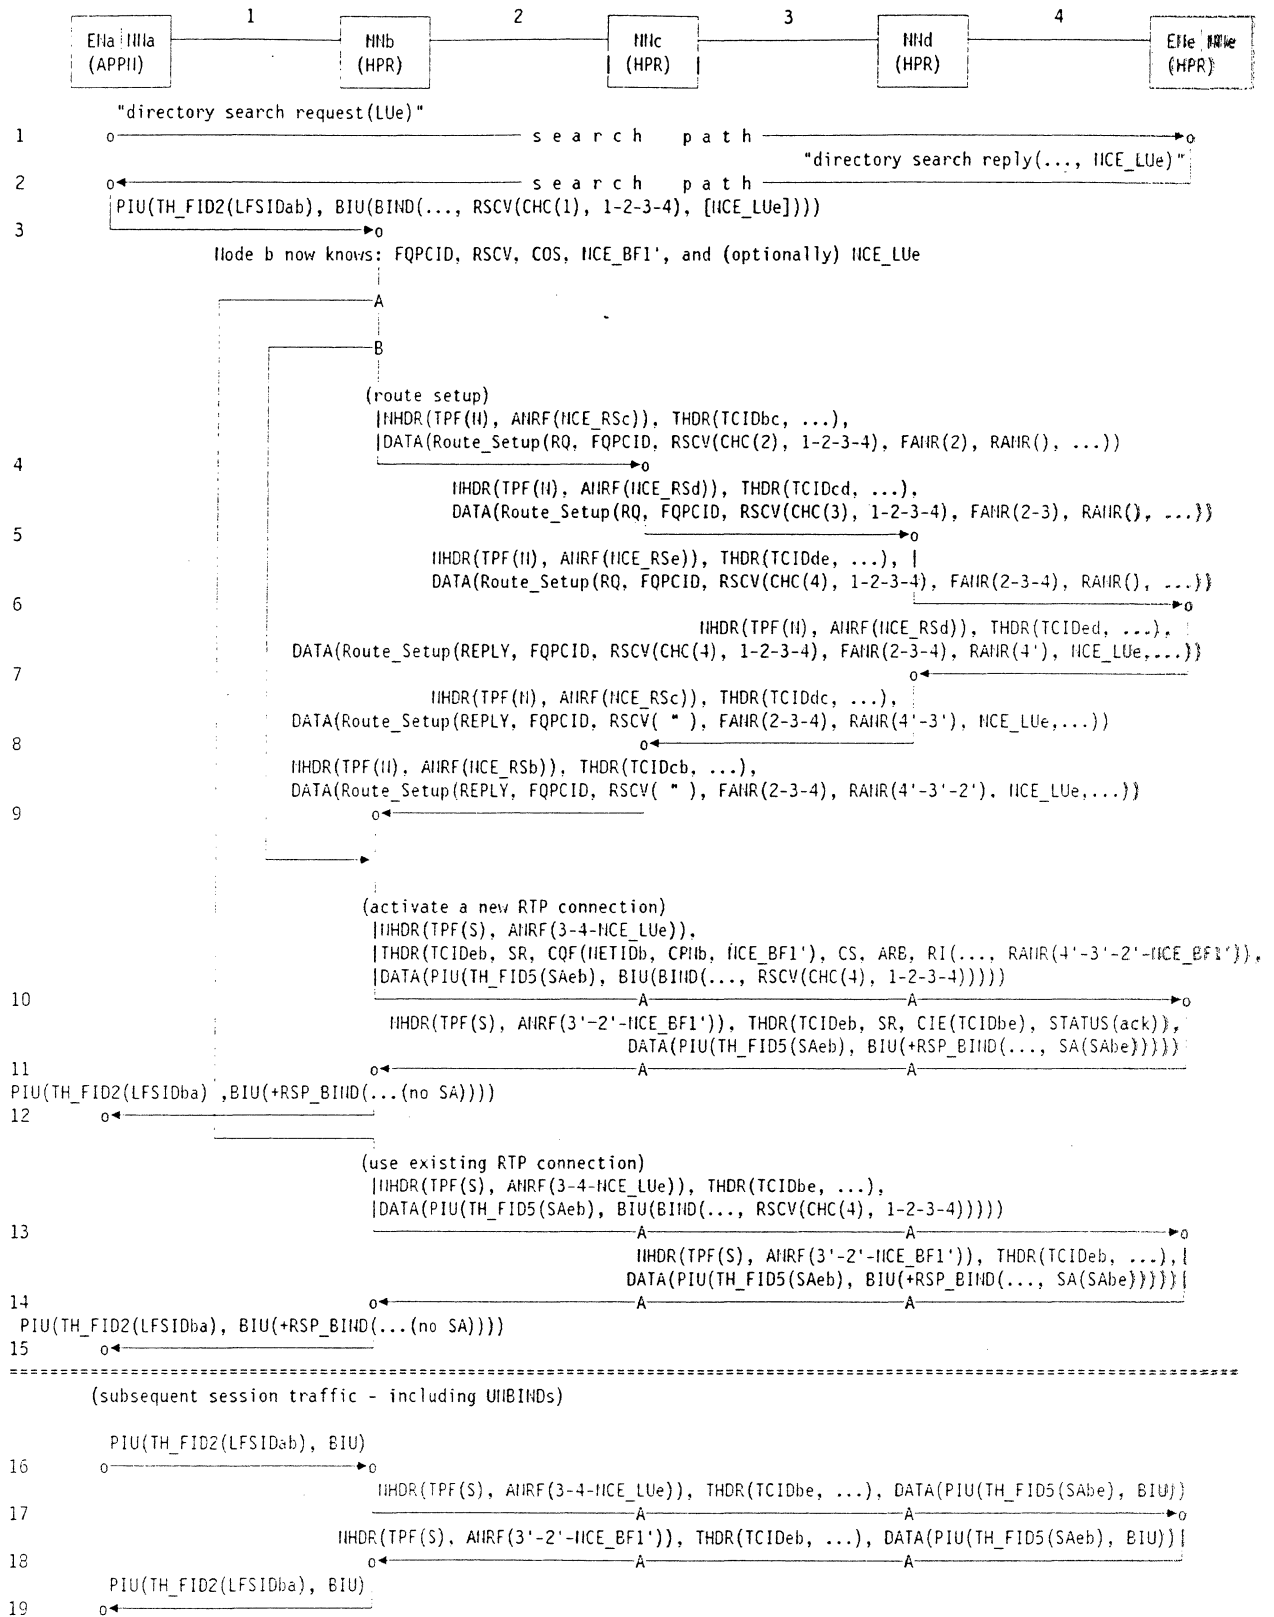 1 2 3 4
ENa NNa NNb NNc NNd ENe NNe
(APPN) (HPR) (HPR) (HPR) (HPR)
"directory search request(LUe)"
1 search path
"directory search reply(..., NCE_LUe)"
2 search path
PIU(TH_FID2(LFSIDab), BIU(BIND(..., RSCV(CHC(1), 1-2-3-4), [NCE_LUe])))
3
Node b now knows: FQPCID, RSCV, COS, NCE_BF1', and (optionally) NCE_LUe
A
B
(route setup)
NHDR(TPF(N), ANRF(NCE_RSc)), THDR(TCIDbc, ...),
DATA(Route_Setup(RQ, FQPCID, RSCV(CHC(2), 1-2-3-4), FANR(2), RANR(), ...))
4
NHDR(TPF(N), ANRF(NCE_RSd)), THDR(TCIDcd, ...),
DATA(Route_Setup(RQ, FQPCID, RSCV(CHC(3), 1-2-3-4), FANR(2-3), RANR(), ...))
5
NHDR(TPF(N), ANRF(NCE_RSe)), THDR(TCIDde, ...),
DATA(Route_Setup(RQ, FQPCID, RSCV(CHC(4), 1-2-3-4), FANR(2-3-4), RANR(), ...))
6
NHDR(TPF(N), ANRF(NCE_RSd)), THDR(TCIDed, ...),
DATA(Route_Setup(REPLY, FQPCID, RSCV(CHC(4), 1-2-3-4), FANR(2-3-4), RANR(4'), NCE_LUe,...))
7
NHDR(TPF(N), ANRF(NCE_RSc)), THDR(TCIDdc, ...),
DATA(Route_Setup(REPLY, FQPCID, RSCV( " ), FANR(2-3-4), RANR(4'-3'), NCE_LUe,...))
8
NHDR(TPF(N), ANRF(NCE_RSb)), THDR(TCIDcb, ...),
DATA(Route_Setup(REPLY, FQPCID, RSCV( " ), FANR(2-3-4), RANR(4'-3'-2'), NCE_LUe,...))
9
(activate a new RTP connection)
NHDR(TPF(S), ANRF(3-4-NCE_LUe)),
THDR(TCIDeb, SR, CQF(NETIDb, CPNb, NCE_BF1'), CS, ARB, RI(..., RANR(4'-3'-2'-NCE_BF1')),
DATA(PIU(TH_FID5(SAeb), BIU(BIND(..., RSCV(CHC(4), 1-2-3-4)))))
10 A A
NHDR(TPF(S), ANRF(3'-2'-NCE_BF1')), THDR(TCIDeb, SR, CIE(TCIDbe), STATUS(ack)),
DATA(PIU(TH_FID5(SAeb), BIU(+RSP_BIND(..., SA(SAbe)))))
11 A A
PIU(TH_FID2(LFSIDba) ,BIU(+RSP_BIND(...(no SA))))
12
(use existing RTP connection)
NHDR(TPF(S), ANRF(3-4-NCE_LUe)), THDR(TCIDbe, ...),
DATA(PIU(TH_FID5(SAeb), BIU(BIND(..., RSCV(CHC(4), 1-2-3-4)))))
13 A A
NHDR(TPF(S), ANRF(3'-2'-NCE_BF1')), THDR(TCIDeb, ...),
DATA(PIU(TH_FID5(SAeb), BIU(+RSP_BIND(..., SA(SAbe)))))
14 A A
PIU(TH_FID2(LFSIDba), BIU(+RSP_BIND(...(no SA))))
15
(subsequent session traffic - including UNBINDs)
PIU(TH_FID2(LFSIDab), BIU)
16
NHDR(TPF(S), ANRF(3-4-NCE_LUe)), THDR(TCIDbe, ...), DATA(PIU(TH_FID5(SAbe), BIU))
17 A A
NHDR(TPF(S), ANRF(3'-2'-NCE_BF1')), THDR(TCIDeb, ...), DATA(PIU(TH_FID5(SAeb), BIU))
18 A A
PIU(TH_FID2(LFSIDba), BIU)
19